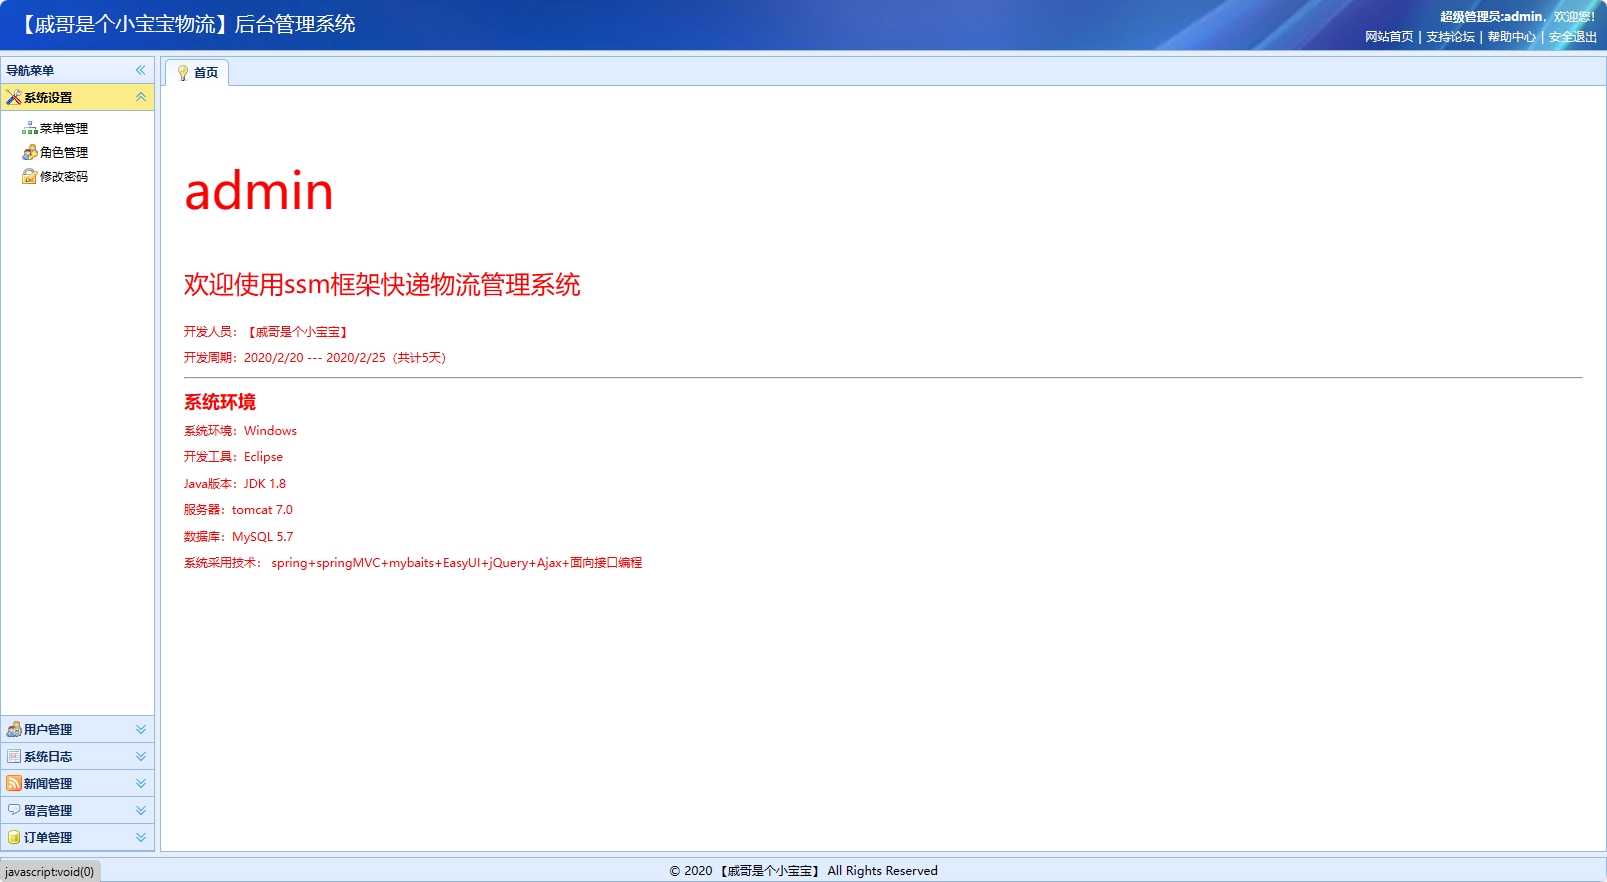 【戚哥是个小宝宝物流】后台管理系统
超级管理员:admin，欢迎您!
网站首页 | 支持论坛 | 帮助中心 | 安全退出
导航菜单
系统设置
菜单管理
角色管理
修改密码
用户管理
系统日志
新闻管理
留言管理
订单管理
首页
admin
欢迎使用ssm框架快递物流管理系统
开发人员：【戚哥是个小宝宝】
开发周期：2020/2/20 --- 2020/2/25（共计5天）
系统环境
系统环境：Windows
开发工具：Eclipse
Java版本：JDK 1.8
服务器：tomcat 7.0
数据库：MySQL 5.7
系统采用技术： spring+springMVC+mybaits+EasyUI+jQuery+Ajax+面向接口编程
javascript:void(0)
© 2020 【戚哥是个小宝宝】 All Rights Reserved